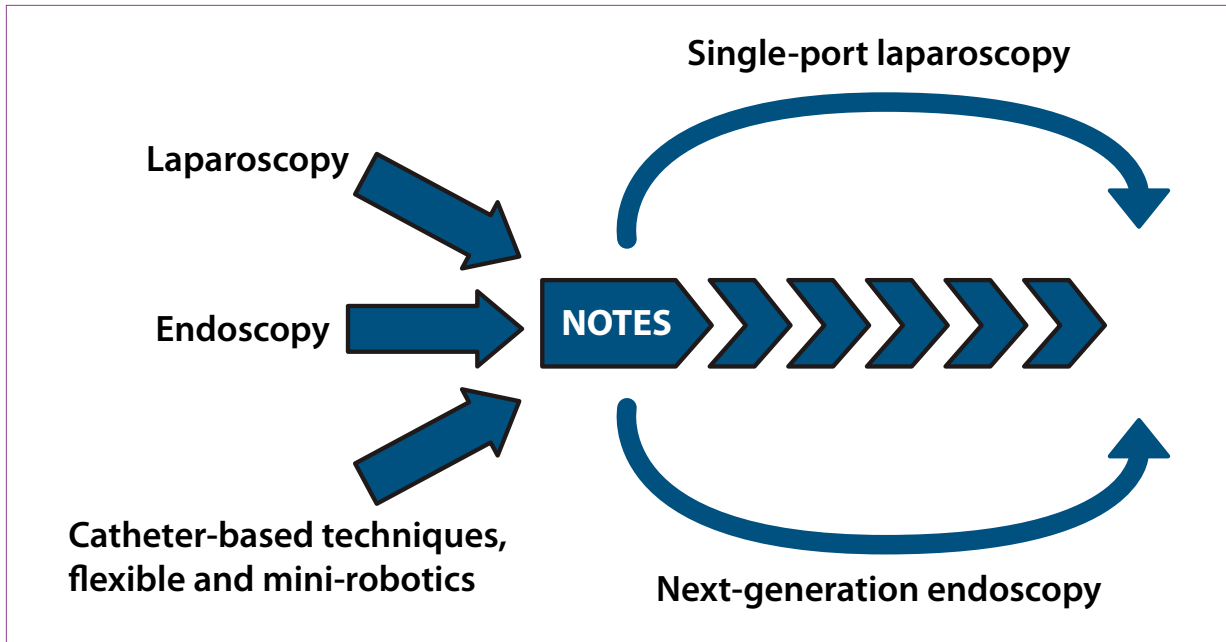 Single-port laparoscopy
Laparoscopy
Endoscopy
NOTES
Catheter-based techniques,
flexible and mini-robotics
Next-generation endoscopy